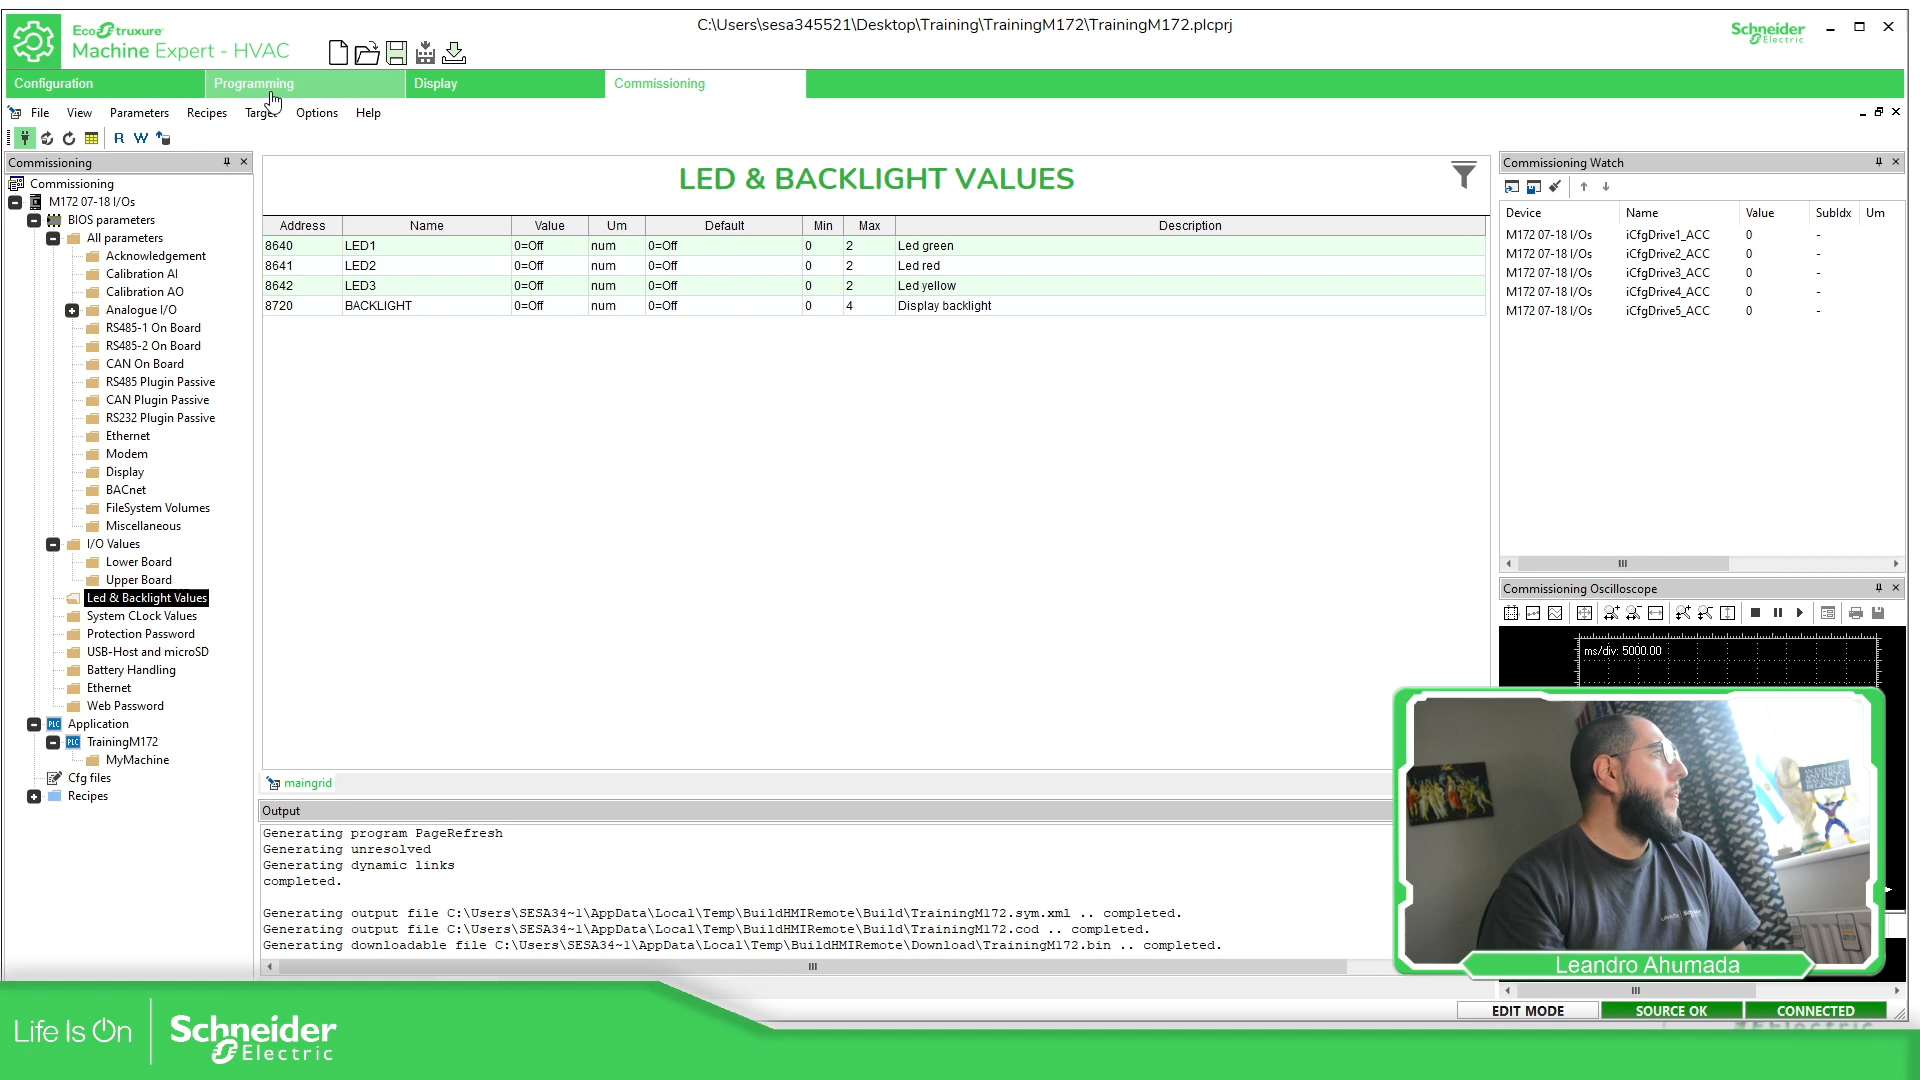 C:\Users\sesa345521\Desktop\Training\TrainingM172\TrainingM172.plcprj
EcoStruxure
Machine Expert - HVAC
Schneider
Electric
Configuration
Programming
Display
Commissioning
File View Parameters Recipes Target Options Help
R W
Commissioning
Commissioning
M172 07-18 I/Os
BIOS parameters
All parameters
Acknowledgement
Calibration AI
Calibration AO
Analogue I/O
RS485-1 On Board
RS485-2 On Board
CAN On Board
RS485 Plugin Passive
CAN Plugin Passive
RS232 Plugin Passive
Ethernet
Modem
Display
BACnet
FileSystem Volumes
Miscellaneous
I/O Values
Lower Board
Upper Board
Led & Backlight Values
System CLock Values
Protection Password
USB-Host and microSD
Battery Handling
Ethernet
Web Password
PLC Application
PLC TrainingM172
MyMachine
Cfg files
Recipes
LED & BACKLIGHT VALUES
Address Name Value Um Default Min Max Description
8640 LED1 0=Off num 0=Off 0 2 Led green
8641 LED2 0=Off num 0=Off 0 2 Led red
8642 LED3 0=Off num 0=Off 0 2 Led yellow
8720 BACKLIGHT 0=Off num 0=Off 0 4 Display backlight
maingrid
Output
Generating program PageRefresh
Generating unresolved
Generating dynamic links
completed.
Generating output file C:\Users\SESA34~1\AppData\Local\Temp\BuildHMIRemote\Build\TrainingM172.sym.xml .. completed.
Generating output file C:\Users\SESA34~1\AppData\Local\Temp\BuildHMIRemote\Build\TrainingM172.cod .. completed.
Generating downloadable file C:\Users\SESA34~1\AppData\Local\Temp\BuildHMIRemote\Download\TrainingM172.bin .. completed.
Commissioning Watch
Device Name Value SubIdx Um
M172 07-18 I/Os iCfgDrive1_ACC 0 -
M172 07-18 I/Os iCfgDrive2_ACC 0 -
M172 07-18 I/Os iCfgDrive3_ACC 0 -
M172 07-18 I/Os iCfgDrive4_ACC 0 -
M172 07-18 I/Os iCfgDrive5_ACC 0 -
Commissioning Oscilloscope
ms/div: 5000.00
Leandro Ahumada
EDIT MODE SOURCE OK CONNECTED
Life Is On
Schneider
Electric